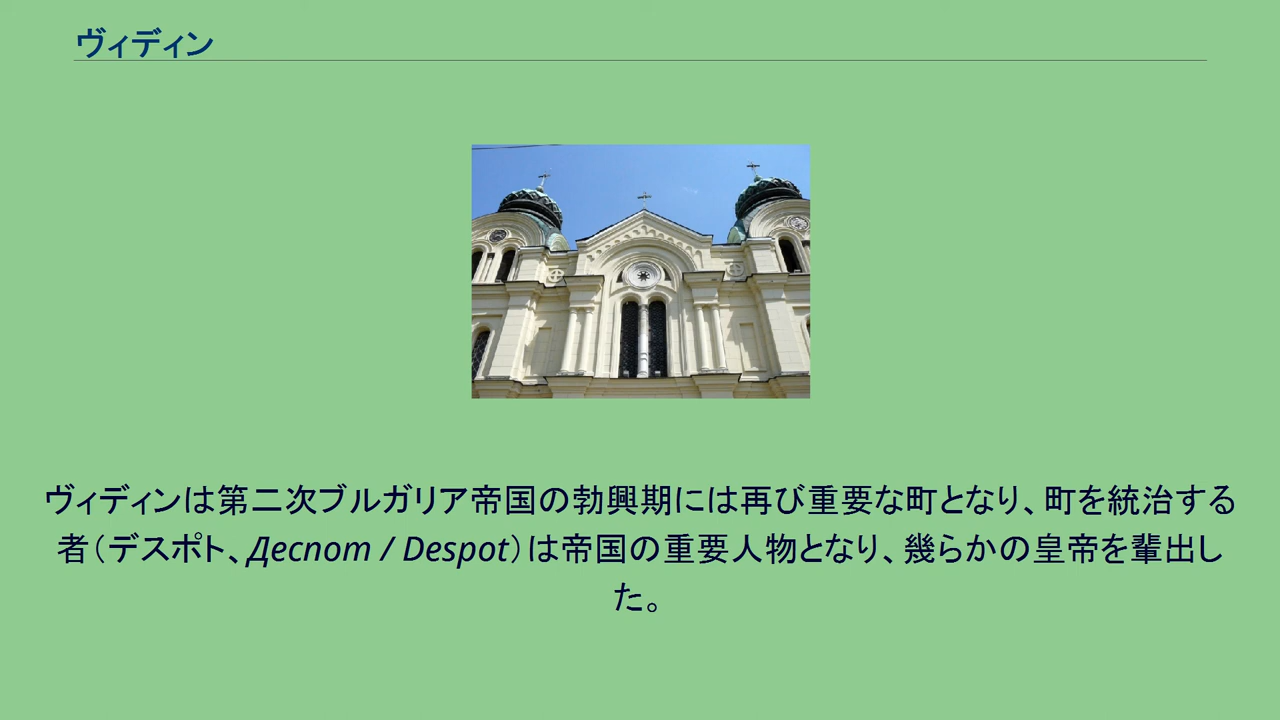 ヴィディン
ヴィディンは第二次ブルガリア帝国の勃興期には再び重要な町となり、町を統治する
者（デスポト、Деспот / Despot）は帝国の重要人物となり、幾らかの皇帝を輩出し
た。